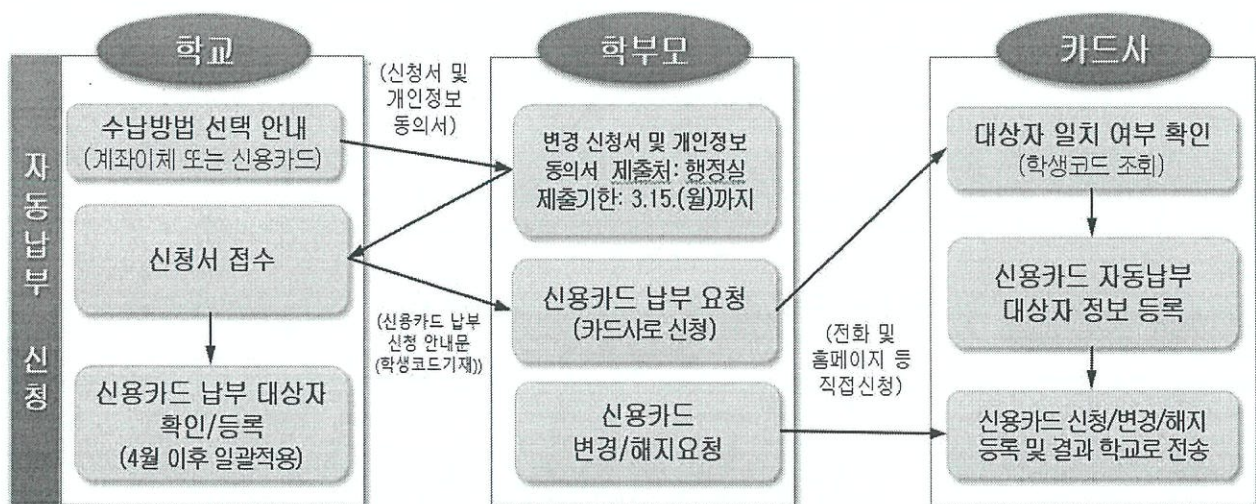 자동납부 신청
학교
수납방법 선택 안내
(계좌이체 또는 신용카드)
신청서 접수
신용카드 납부 대상자
확인/등록
(4월 이후 일괄적용)
(신청서 및
개인정보
동의서)
(신용카드 납부
신청 안내문
(학생코드기재))
학부모
변경 신청서 및 개인정보
동의서 제출처: 행정실
제출기한: 3.15.(월)까지
신용카드 납부 요청
(카드사로 신청)
신용카드
변경/해지요청
(전화 및
홈페이지 등
직접신청)
카드사
대상자 일치 여부 확인
(학생코드 조회)
신용카드 자동납부
대상자 정보 등록
신용카드 신청/변경/해지
등록 및 결과 학교로 전송